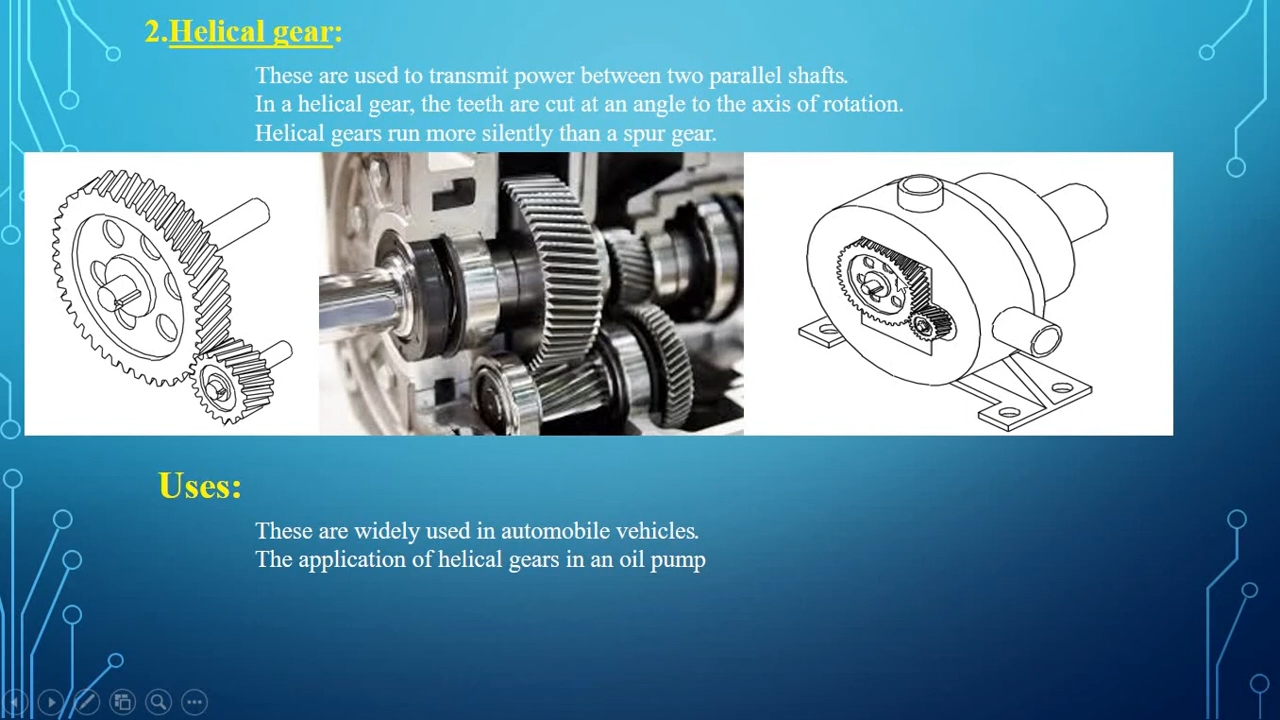 2.Helical gear:
These are used to transmit power between two parallel shafts.
In a helical gear, the teeth are cut at an angle to the axis of rotation.
Helical gears run more silently than a spur gear.
Uses:
These are widely used in automobile vehicles.
The application of helical gears in an oil pump